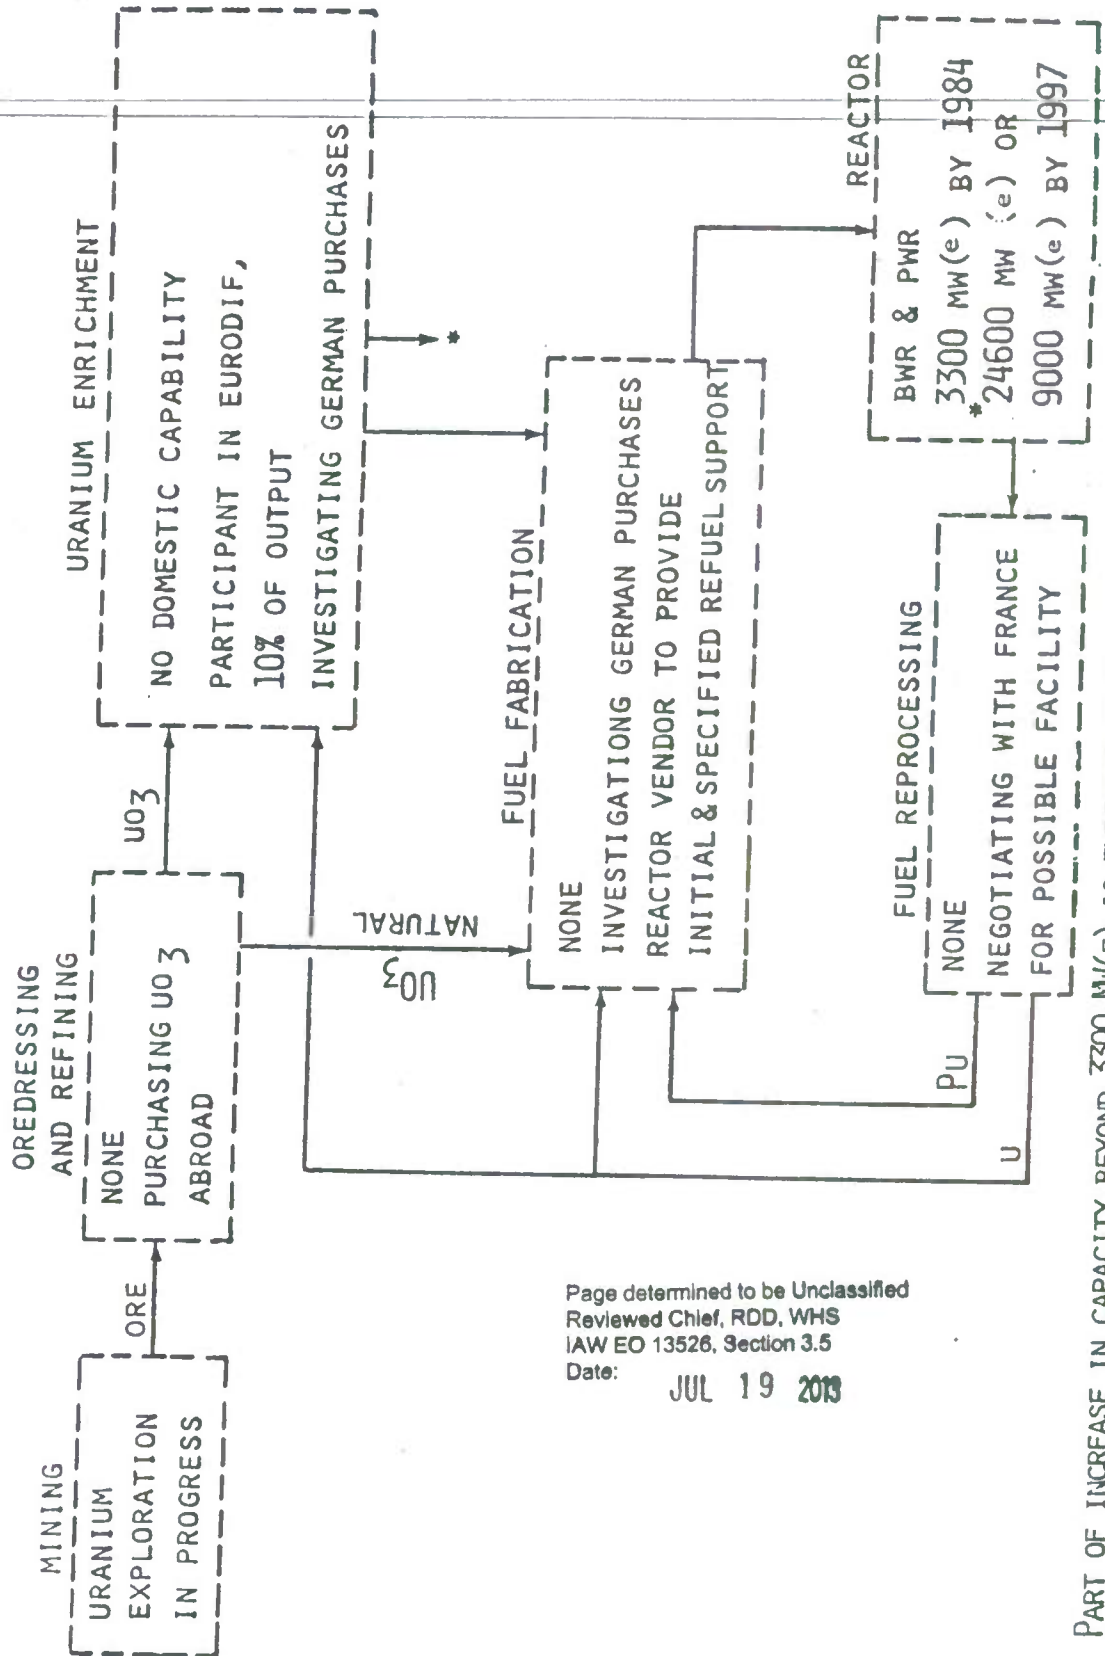 MINING
URANIUM
EXPLORATION
IN PROGRESS
ORE
OREDRESSING
AND REFINING
NONE
PURCHASING UO3
ABROAD
UO3
UO3
NATURAL
URANIUM ENRICHMENT
NO DOMESTIC CAPABILITY
PARTICIPANT IN EURODIF,
10% OF OUTPUT
INVESTIGATING GERMAN PURCHASES
*
FUEL FABRICATION
NONE
INVESTIGATIONG GERMAN PURCHASES
REACTOR VENDOR TO PROVIDE
INITIAL & SPECIFIED REFUEL SUPPORT
REACTOR
BWR & PWR
3300 MW(e) BY 1984
*24600 MW (e) OR
9000 MW(e) BY 1997
FUEL REPROCESSING
NONE
NEGOTIATING WITH FRANCE
FOR POSSIBLE FACILITY
PU
U
PART OF INCREASE IN CAPACITY BEYOND 3300 MW(E)
Page determined to be Unclassified
Reviewed Chief, RDD, WHS
IAW EO 13526, Section 3.5
Date: JUL 19 2013